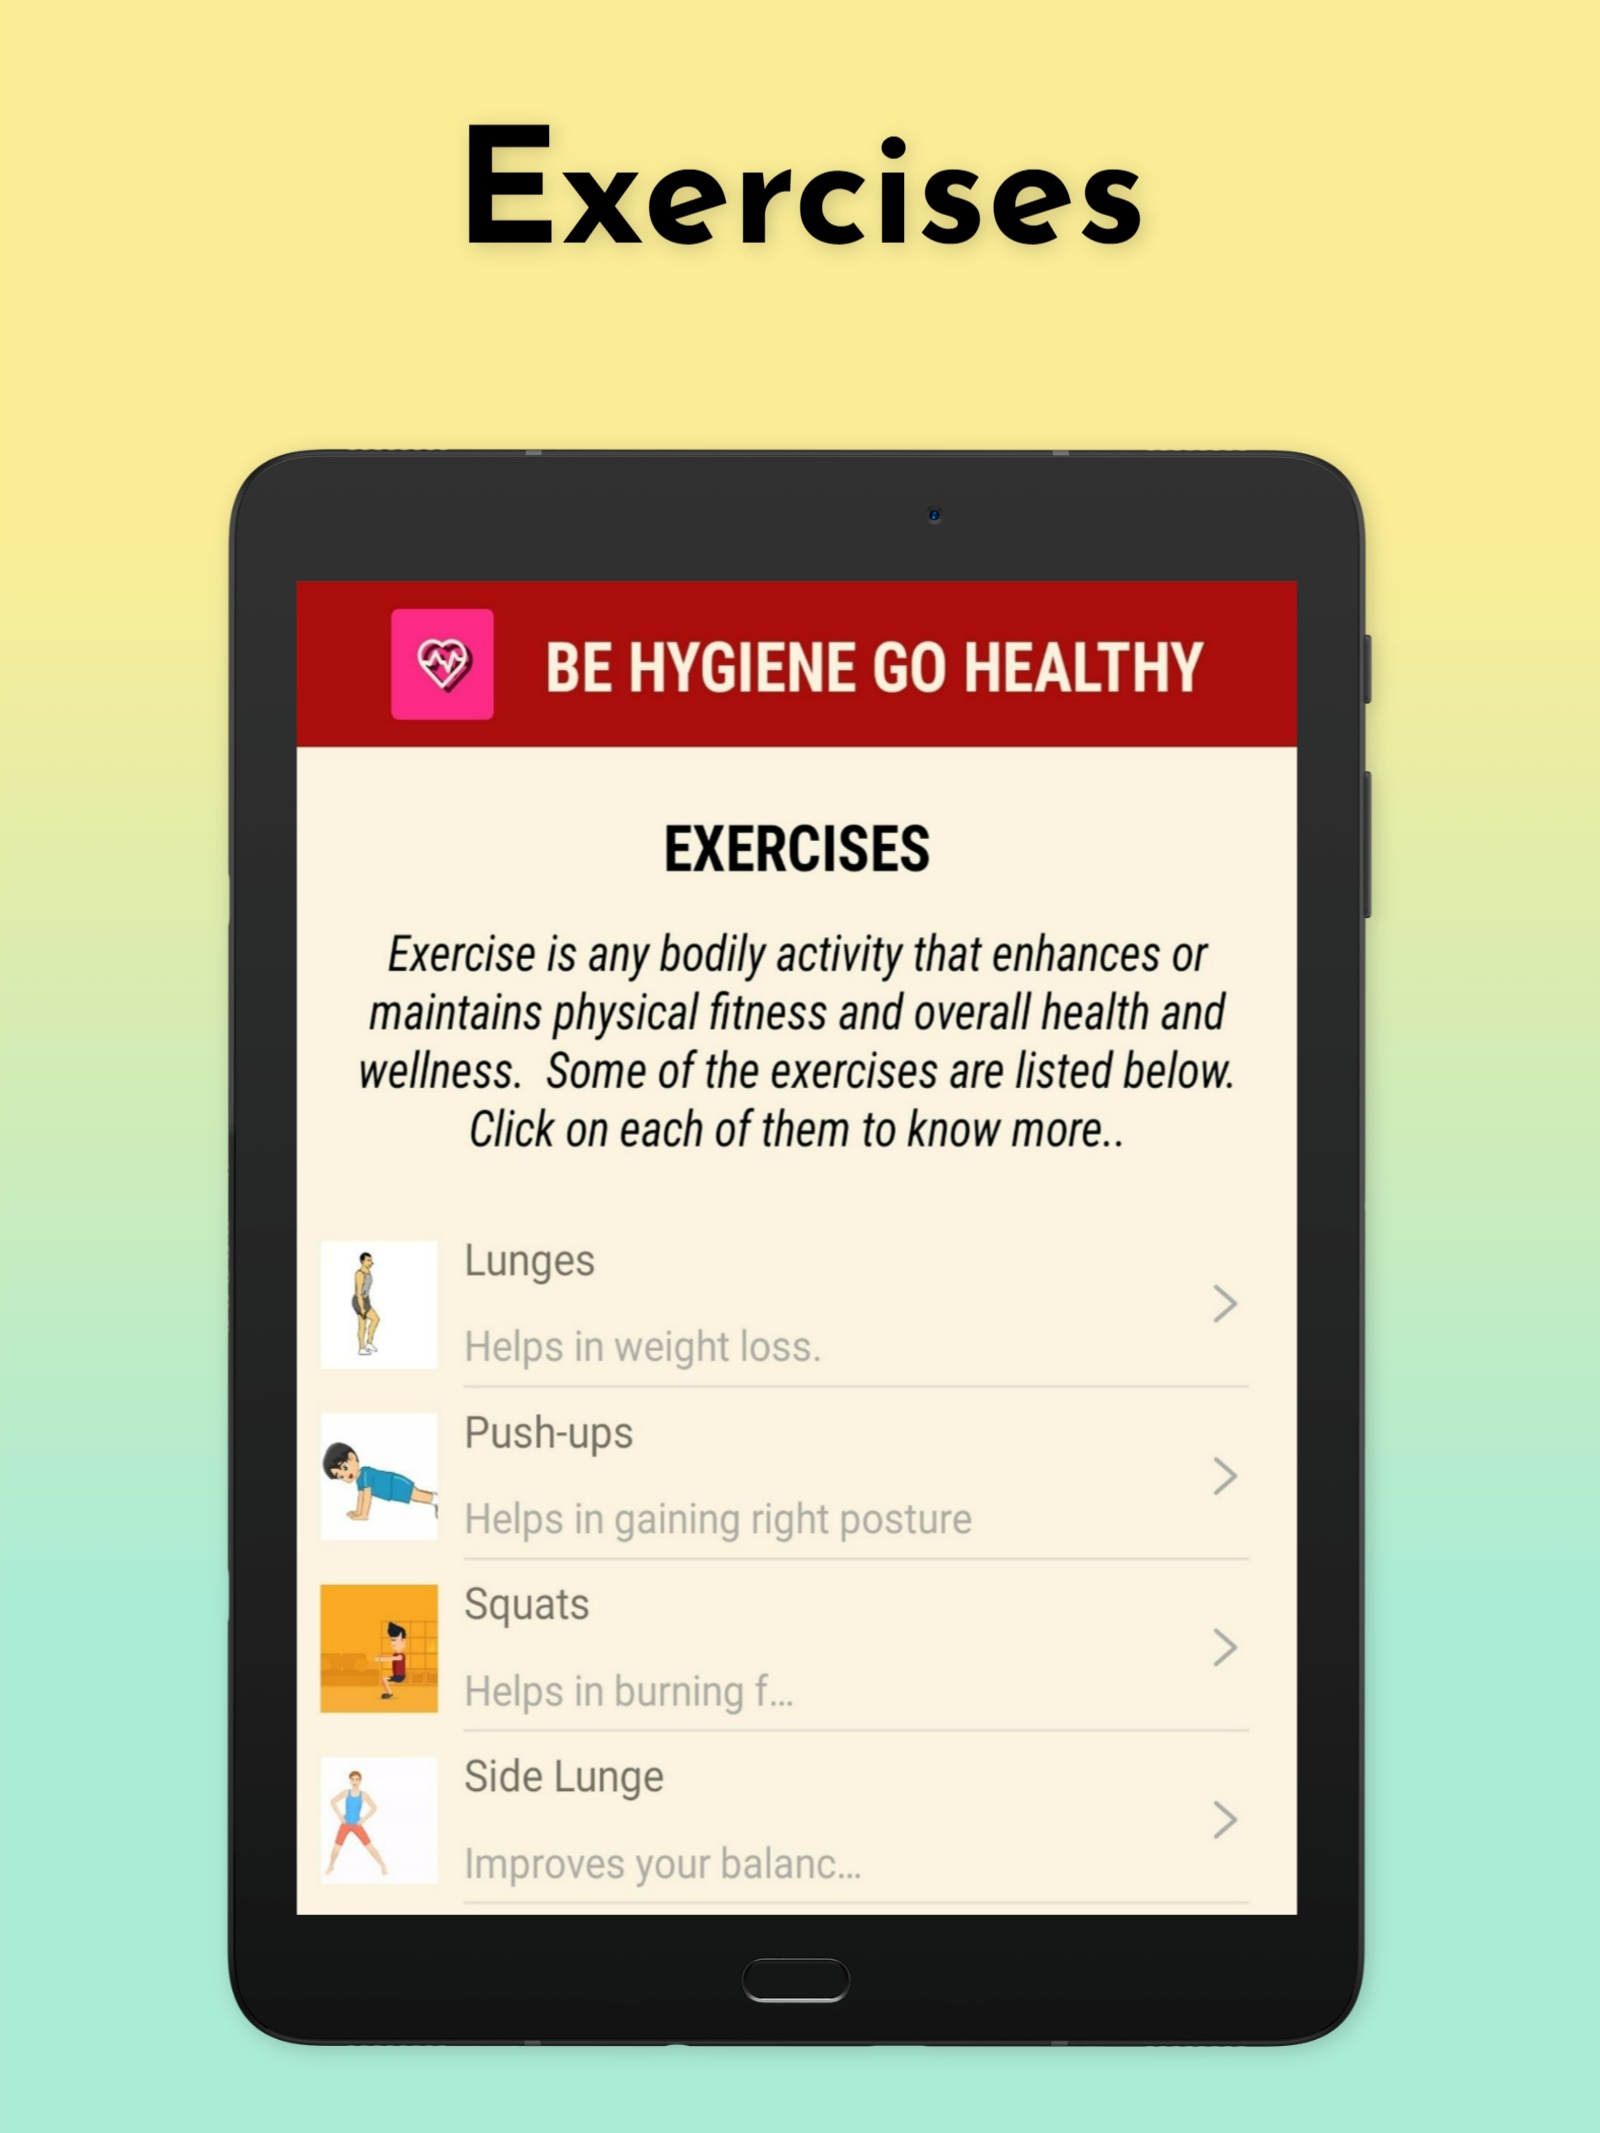 Exercises
BE HYGIENE GO HEALTHY
EXERCISES
Exercise is any bodily activity that enhances or
maintains physical fitness and overall health and
wellness.  Some of the exercises are listed below.
Click on each of them to know more..
Lunges
Helps in weight loss.
Push-ups
Helps in gaining right posture
Squats
Helps in burning f...
Side Lunge
Improves your balanc...